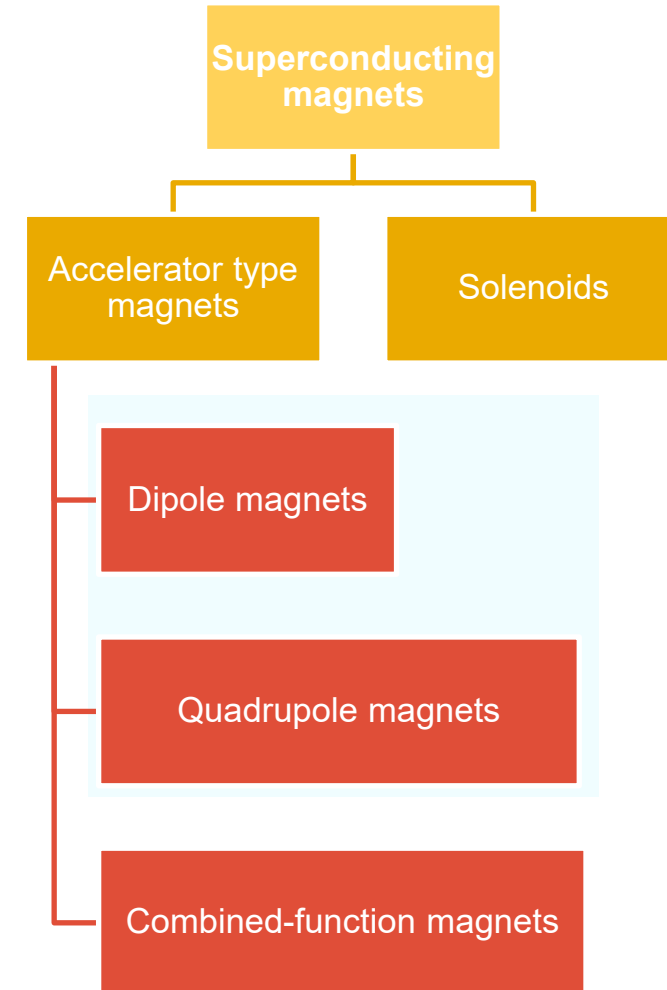 Superconducting
magnets
Accelerator type
magnets
Solenoids
Dipole magnets
Quadrupole magnets
Combined-function magnets